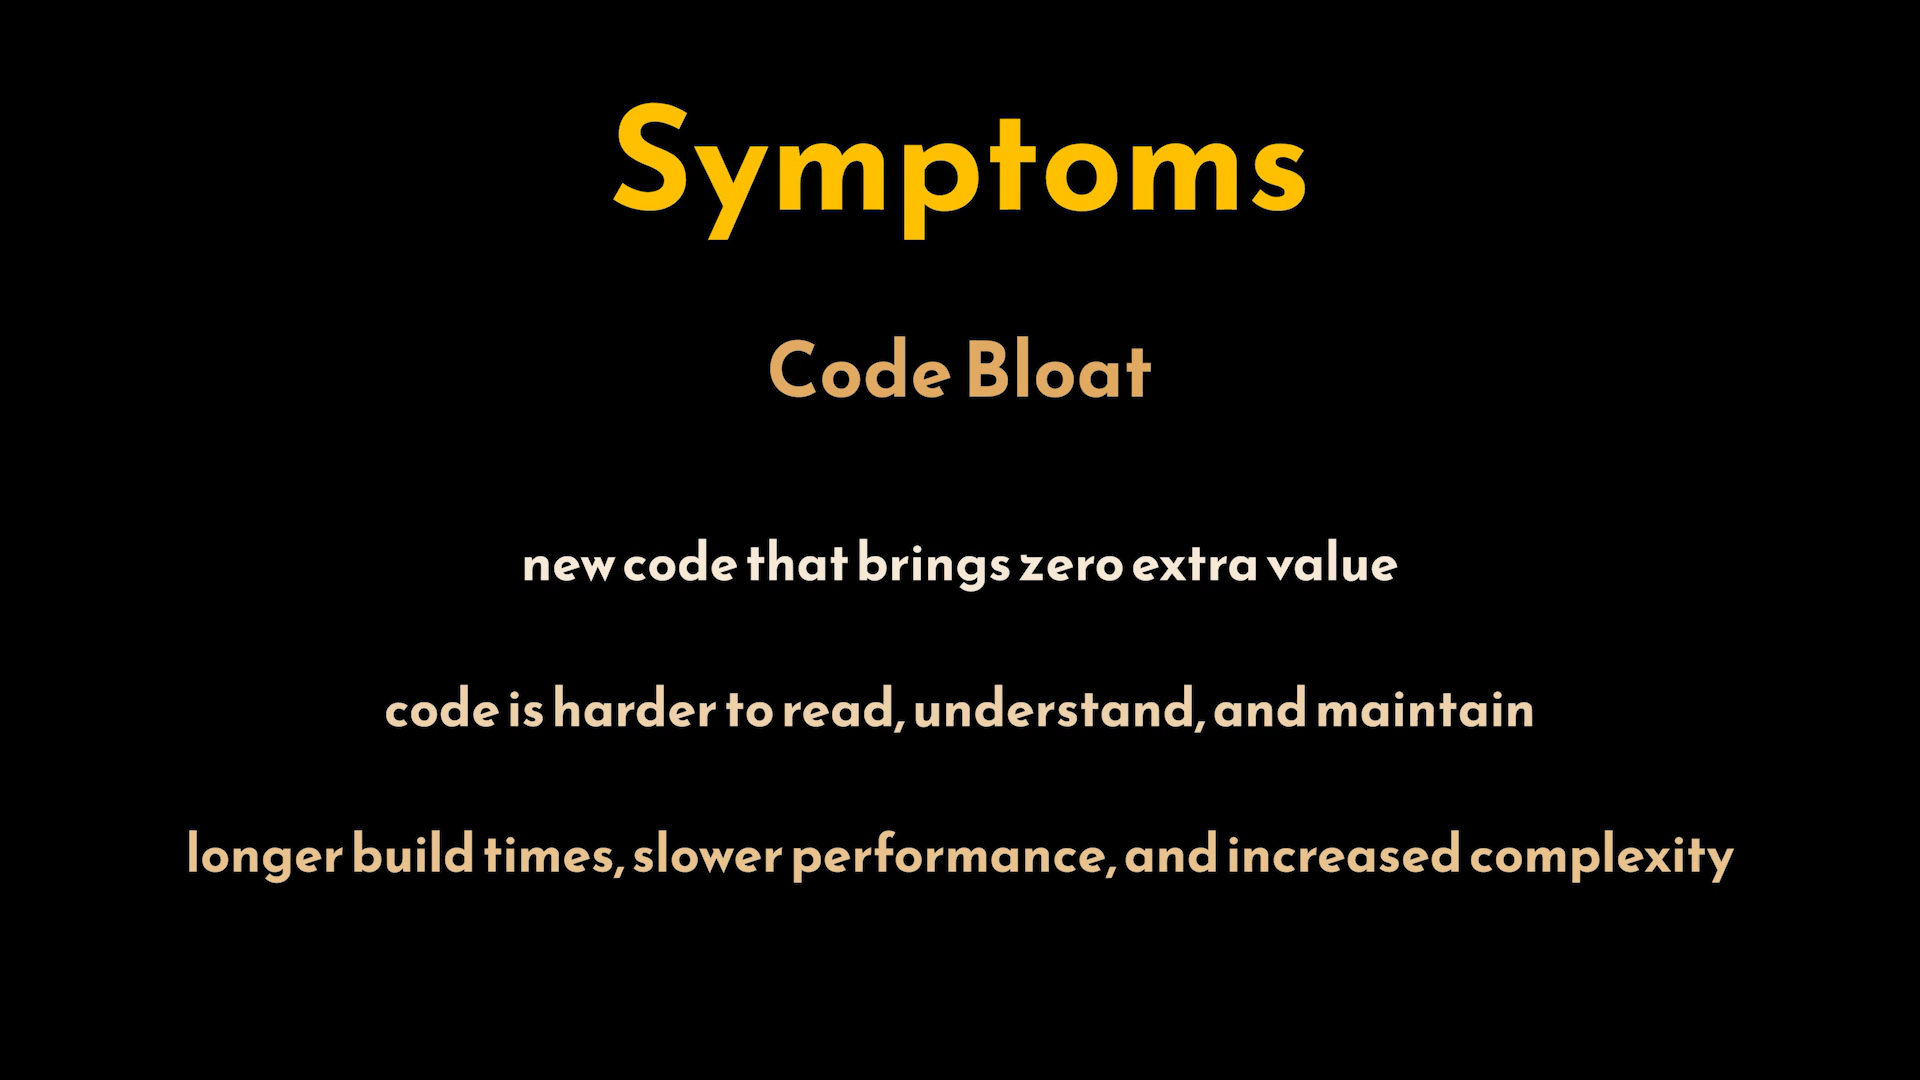 Symptoms
Code Bloat
new code that brings zero extra value
code is harder to read, understand, and maintain
longer build times, slower performance, and increased complexity